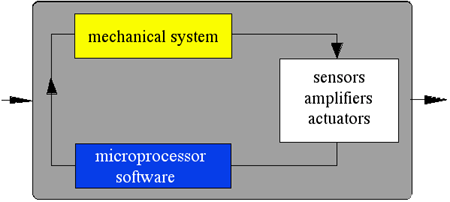 mechanical system
sensors
amplifiers
actuators
microprocessor
software